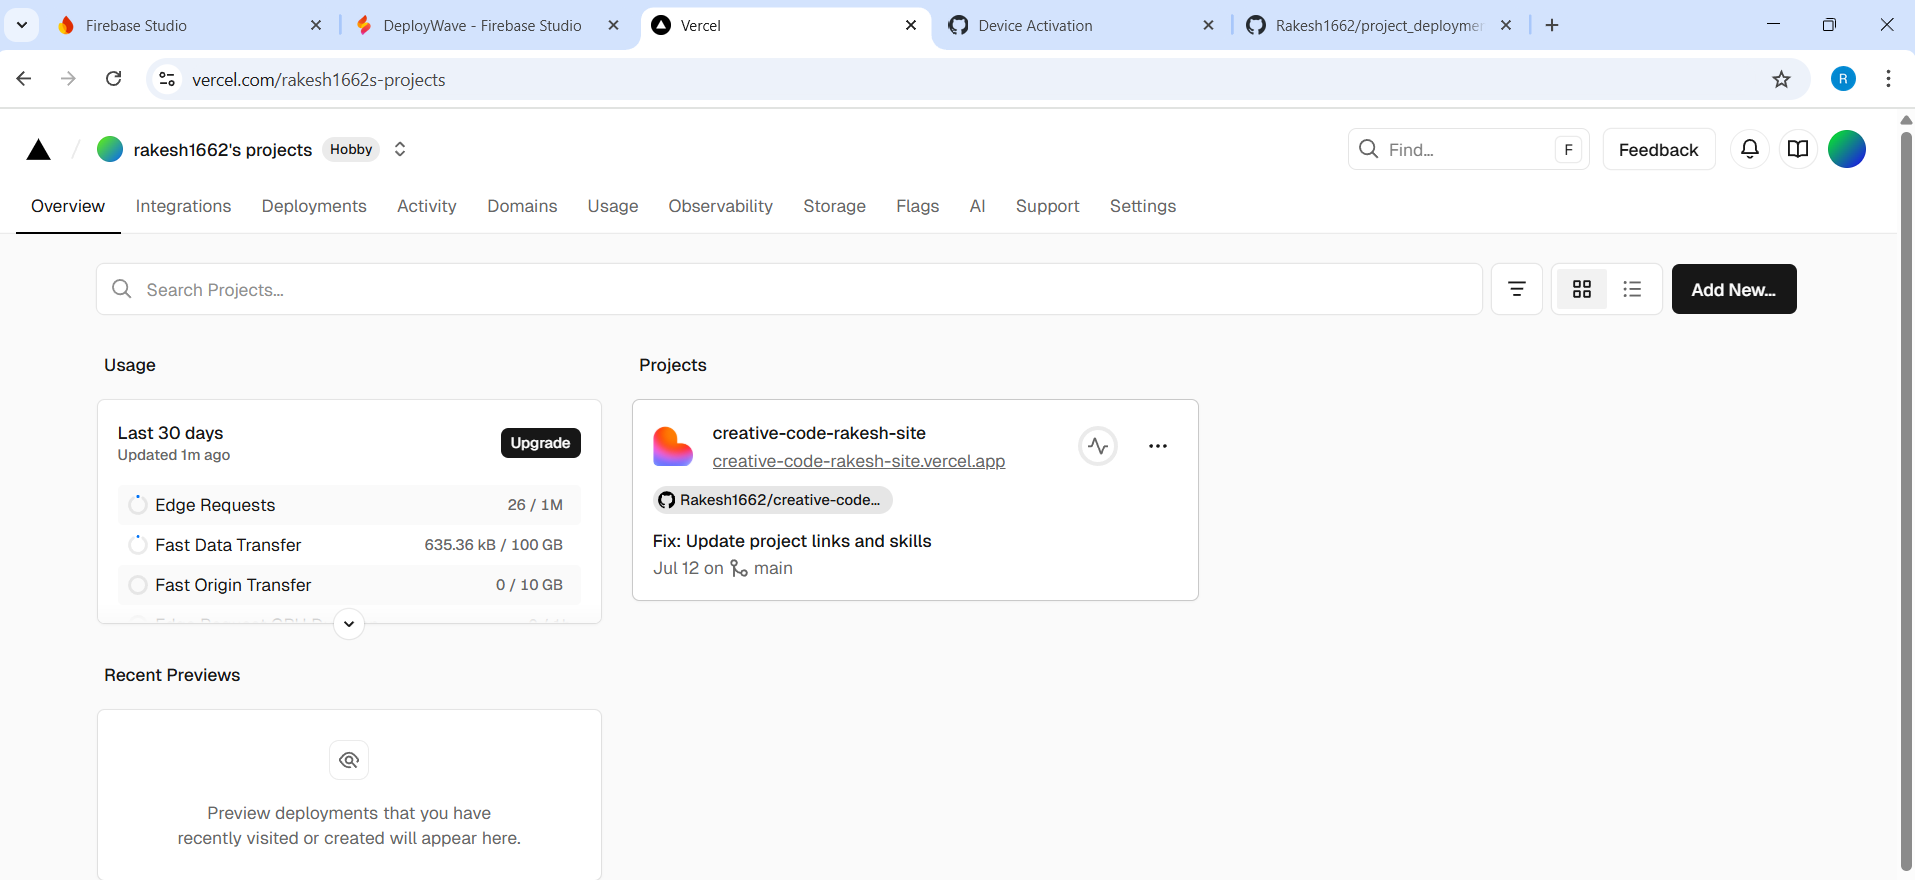 Firebase Studio
DeployWave - Firebase Studio
Vercel
Device Activation
Rakesh1662/project_deploymen
vercel.com/rakesh1662s-projects
R
rakesh1662's projects Hobby
Find... F
Feedback
Overview Integrations Deployments Activity Domains Usage Observability Storage Flags AI Support Settings
Search Projects...
Add New...
Usage
Last 30 days
Updated 1m ago
Upgrade
Edge Requests 26 / 1M
Fast Data Transfer 635.36 kB / 100 GB
Fast Origin Transfer 0 / 10 GB
Recent Previews
Preview deployments that you have
recently visited or created will appear here.
Projects
creative-code-rakesh-site
creative-code-rakesh-site.vercel.app
Rakesh1662/creative-code...
Fix: Update project links and skills
Jul 12 on main